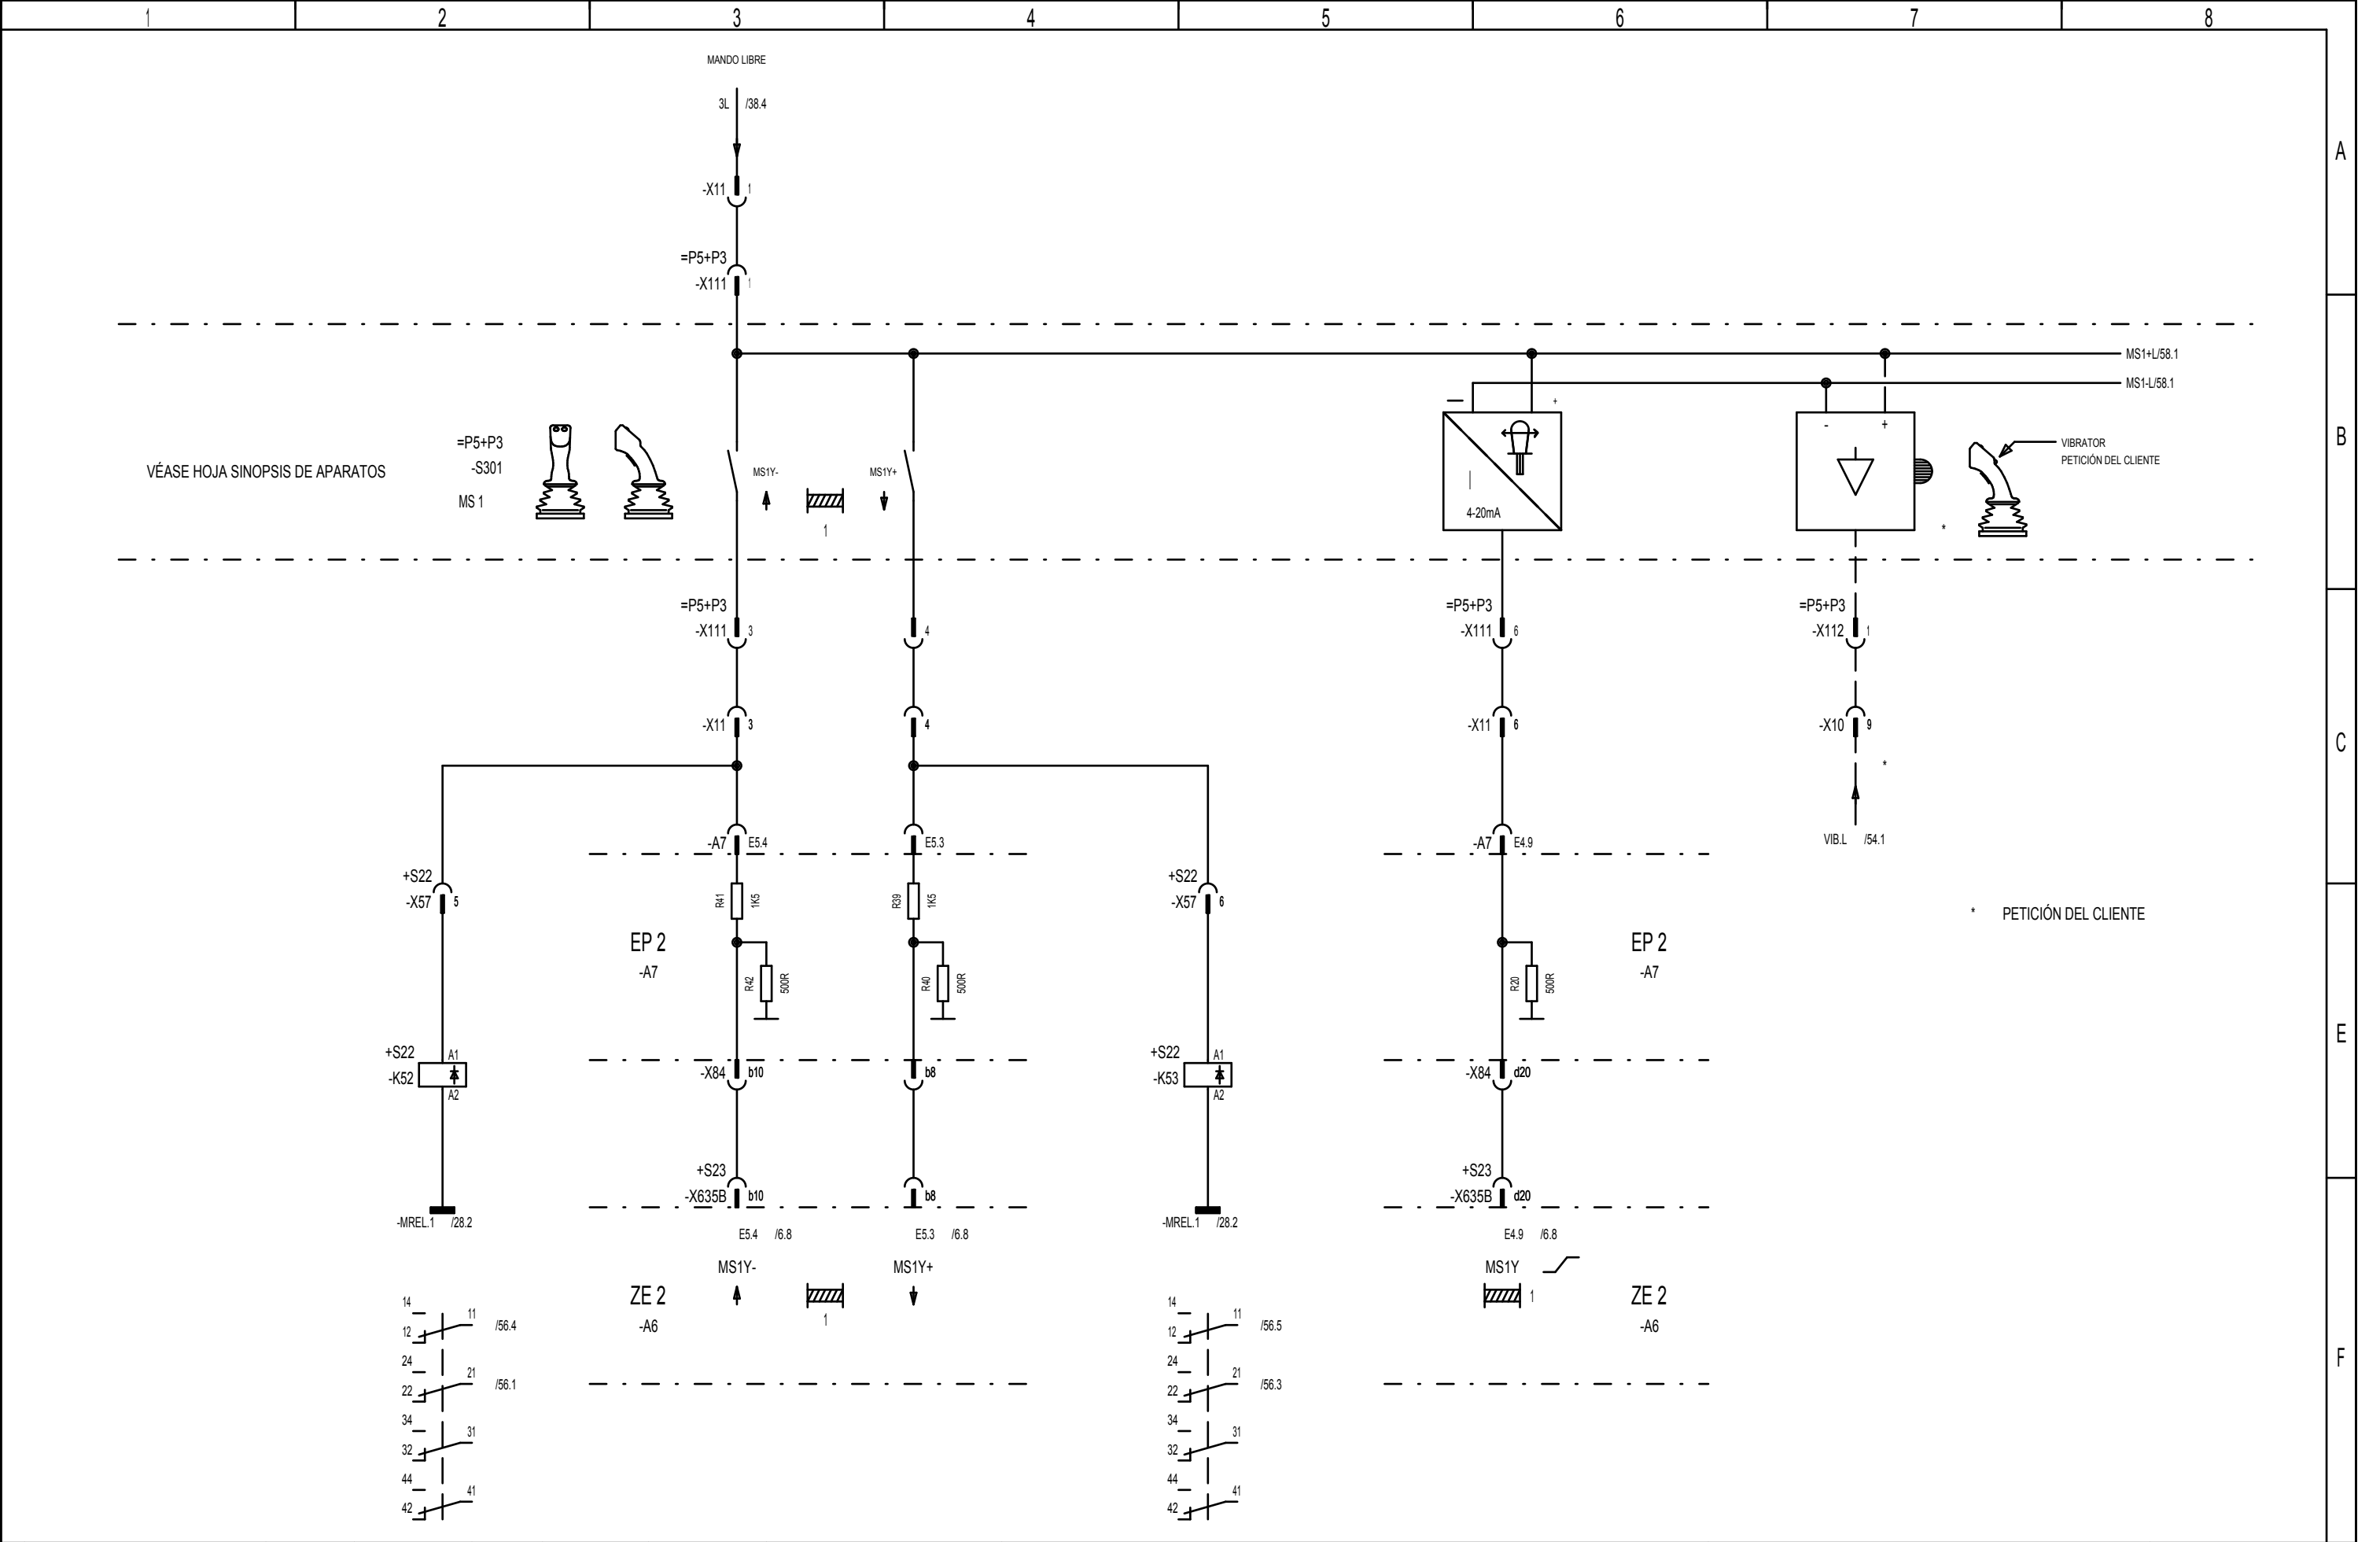 1 2 3 4 5 6 7 8
MANDO LIBRE
3L /38.4
A
-X11 1
=P5+P3
-X111 1
MS1+L/58.1
MS1-L/58.1
- +
- +
B
=P5+P3
-S301
MS 1
VÉASE HOJA SINOPSIS DE APARATOS
MS1Y-
1
MS1Y+
4-20mA
VIBRATOR
PETICIÓN DEL CLIENTE
*
=P5+P3 =P5+P3 =P5+P3
-X111 3 4 -X111 6 -X112 1
-X11 3 4 -X11 6 -X10 9
C
*
-A7 E5.4 E5.3 -A7 E4.9 VIB.L /54.1
+S22 +S22
-X57 5 -X57 6
R41 1K5 R39 1K5
* PETICIÓN DEL CLIENTE
EP 2 EP 2
-A7 -A7
R42 500R R40 500R R20 500R
E
+S22 A1 +S22 A1
-K52 -K53
A2 A2
-X84 b10 b8 -X84 d20
+S23 +S23
-X635B b10 b8 -X635B d20
-MREL.1 /28.2 -MREL.1 /28.2
E5.4 /6.8 E5.3 /6.8 E4.9 /6.8
MS1Y- MS1Y+ MS1Y
ZE 2 1 ZE 2
1
-A6 -A6
F
14 11 /56.4
12
24 21 /56.1
22
34 31
32
44 41
42
14 11 /56.5
12
24 21 /56.3
22
34 31
32
44 41
42